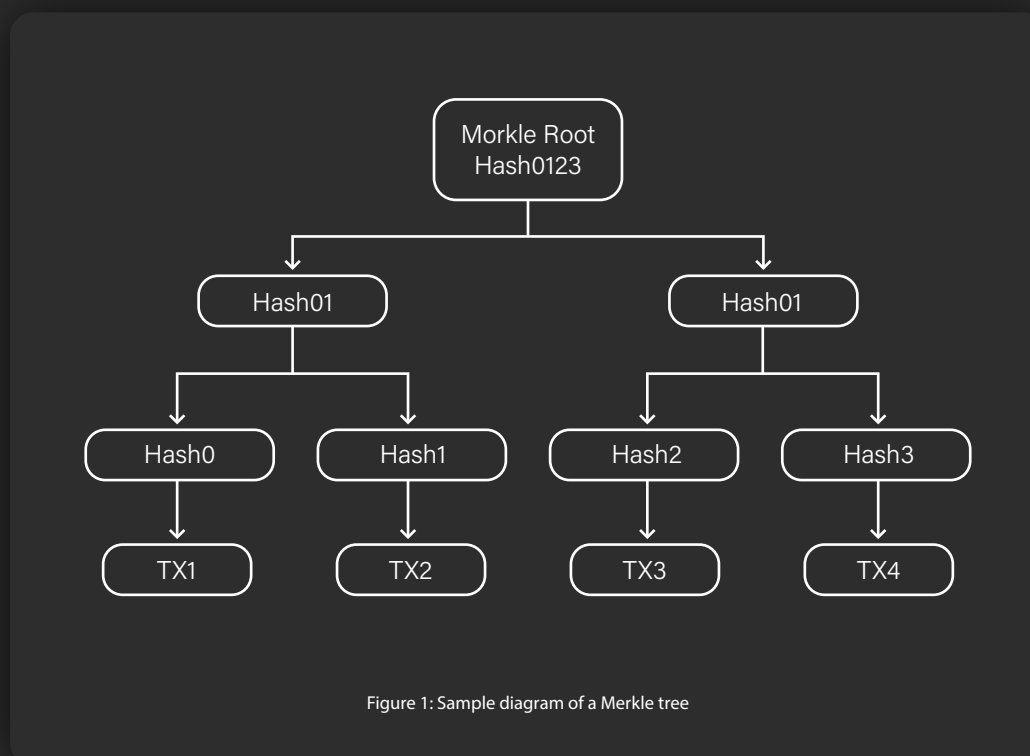 Morkle Root
Hash0123
Hash01
Hash01
Hash0
Hash1
Hash2
Hash3
TX1
TX2
TX3
TX4
Figure 1: Sample diagram of a Merkle tree